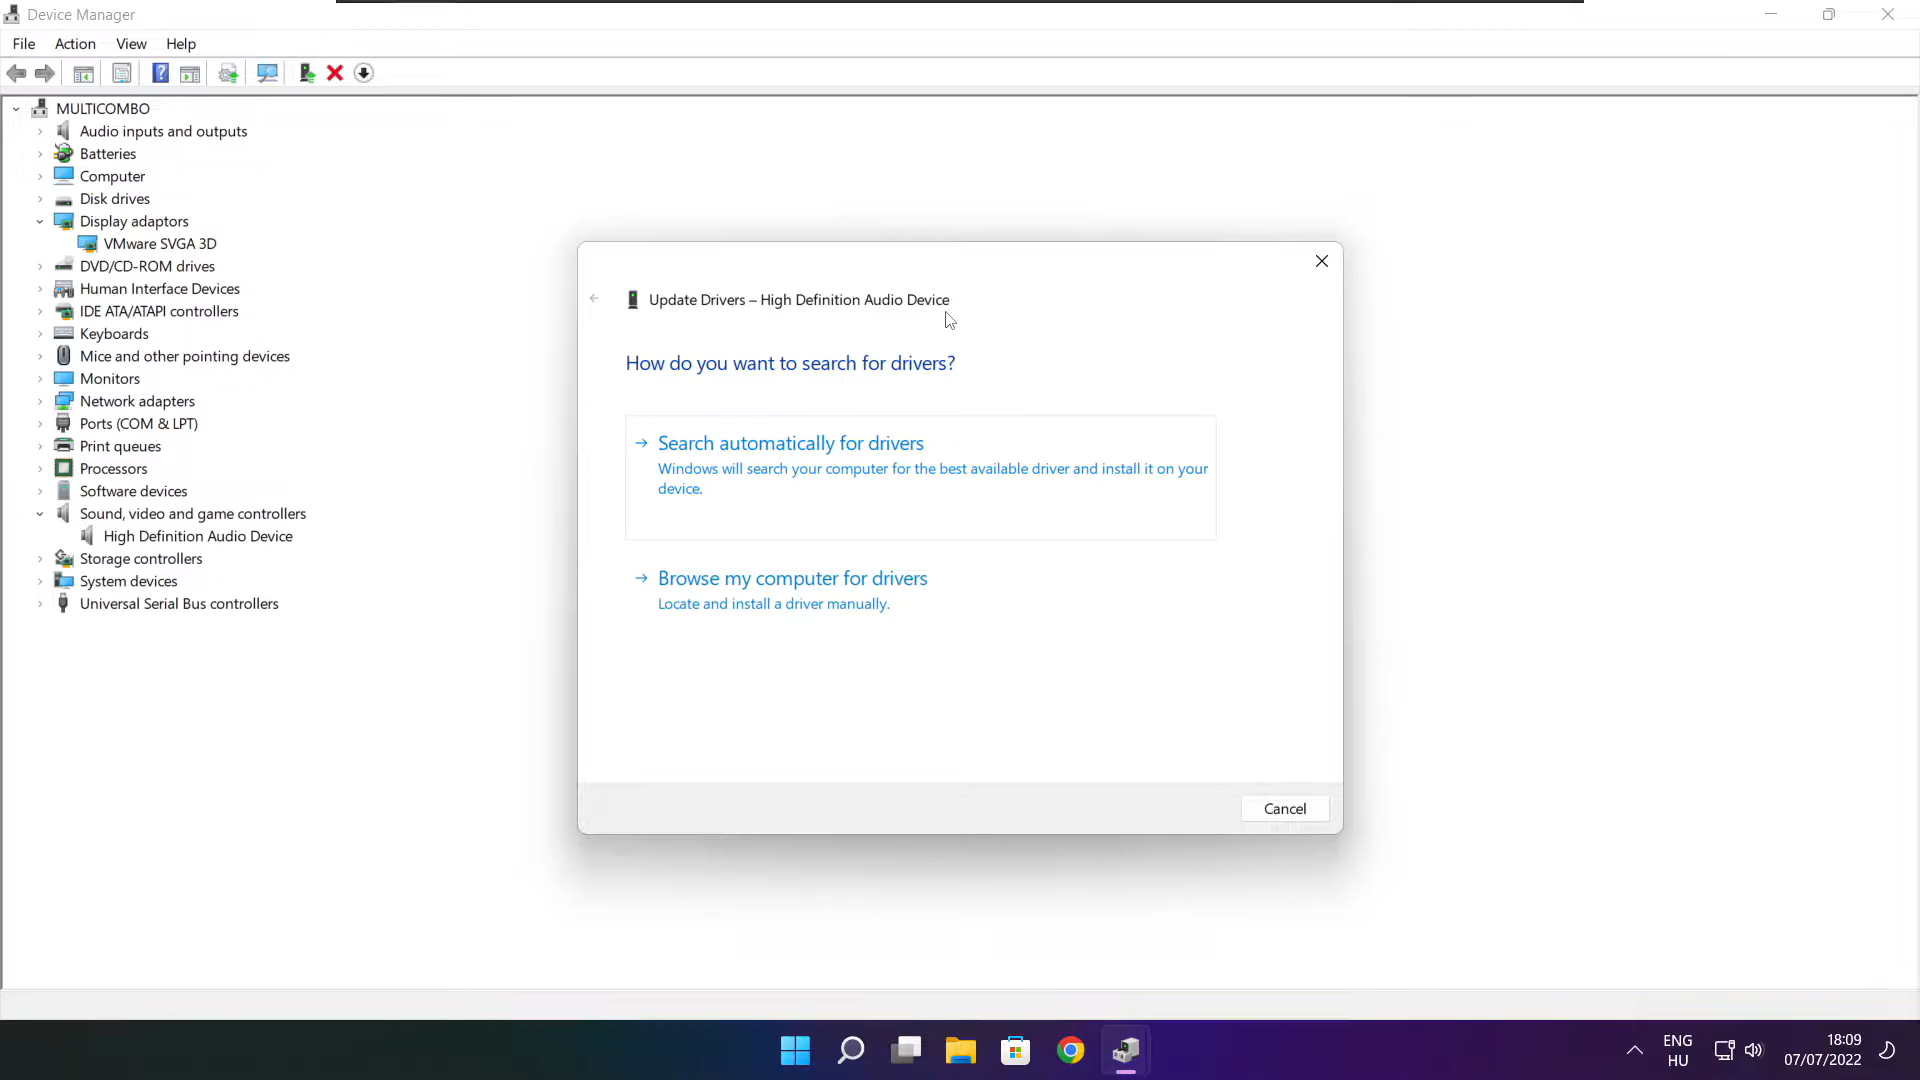 Device Manager
File Action View Help
MULTICOMBO
Audio inputs and outputs
Batteries
Computer
Disk drives
Display adaptors
VMware SVGA 3D
DVD/CD-ROM drives
Human Interface Devices
IDE ATA/ATAPI controllers
Keyboards
Mice and other pointing devices
Monitors
Network adapters
Ports (COM & LPT)
Print queues
Processors
Software devices
Sound, video and game controllers
High Definition Audio Device
Storage controllers
System devices
Universal Serial Bus controllers
Update Drivers – High Definition Audio Device
How do you want to search for drivers?
Search automatically for drivers
Windows will search your computer for the best available driver and install it on your
device.
Browse my computer for drivers
Locate and install a driver manually.
Cancel
ENG
HU
18:09
07/07/2022